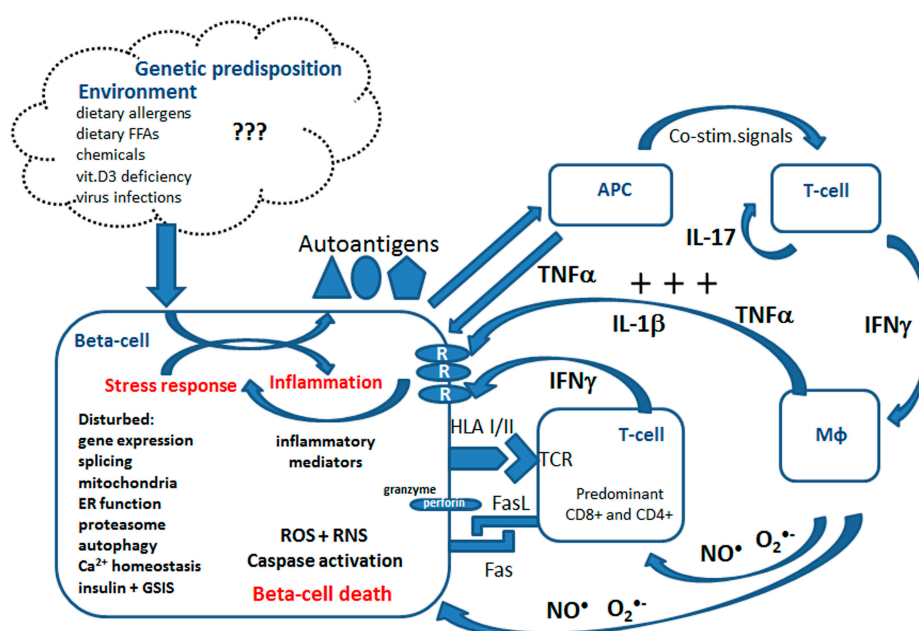 Genetic predisposition
Environment
dietary allergens
dietary FFAs
???
chemicals
vit.D3 deficiency
virus infections
Co-stim.signals
APC
T-cell
IL-17
Autoantigens
TNFα
+ + +
IL-1β
TNFα
IFNγ
Beta-cell
R
R
R
Stress response
Inflammation
IFNγ
Disturbed:
gene expression
splicing
mitochondria
ER function
proteasome
autophagy
Ca²⁺ homeostasis
insulin + GSIS
inflammatory
mediators
HLA I/II
TCR
T-cell
Mϕ
Predominant
CD8+ and CD4+
granzyme
perforin
FasL
Fas
ROS + RNS
Caspase activation
Beta-cell death
NO• O₂•-
NO• O₂•-